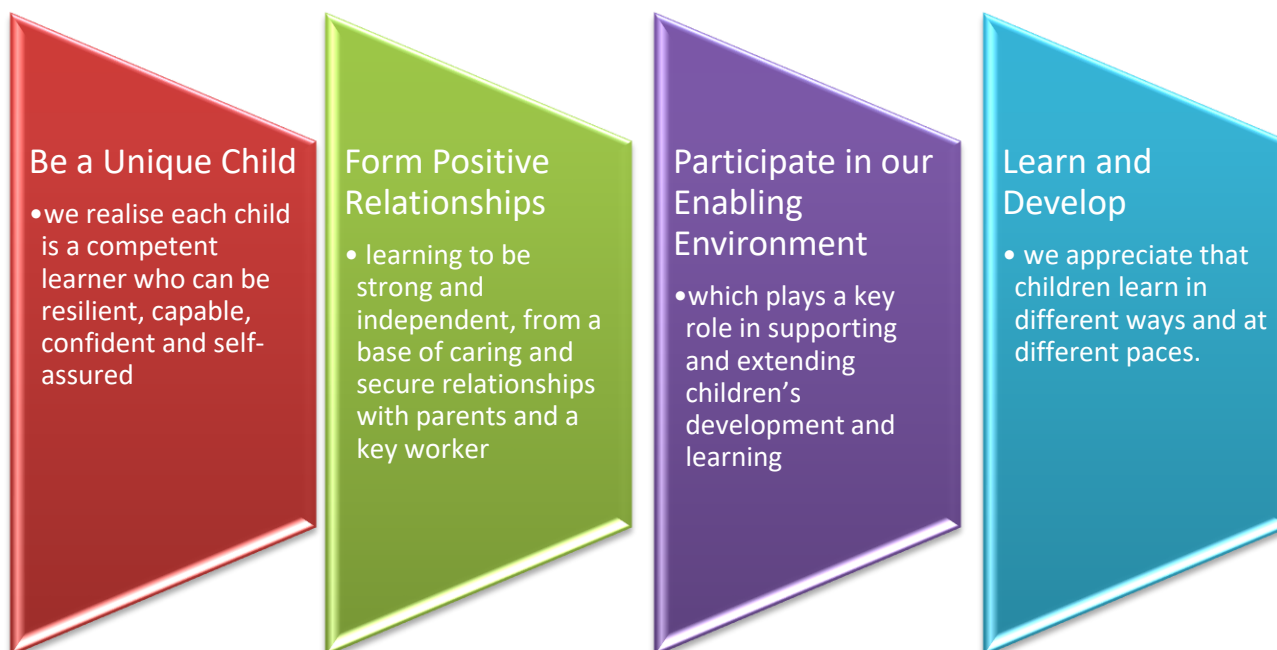 Be a Unique Child
•we realise each child
is a competent
learner who can be
resilient, capable,
confident and self-
assured
Form Positive
Relationships
• learning to be
strong and
independent, from a
base of caring and
secure relationships
with parents and a
key worker
Participate in our
Enabling
Environment
•which plays a key
role in supporting
and extending
children’s
development and
learning
Learn and
Develop
• we appreciate that
children learn in
different ways and at
different paces.